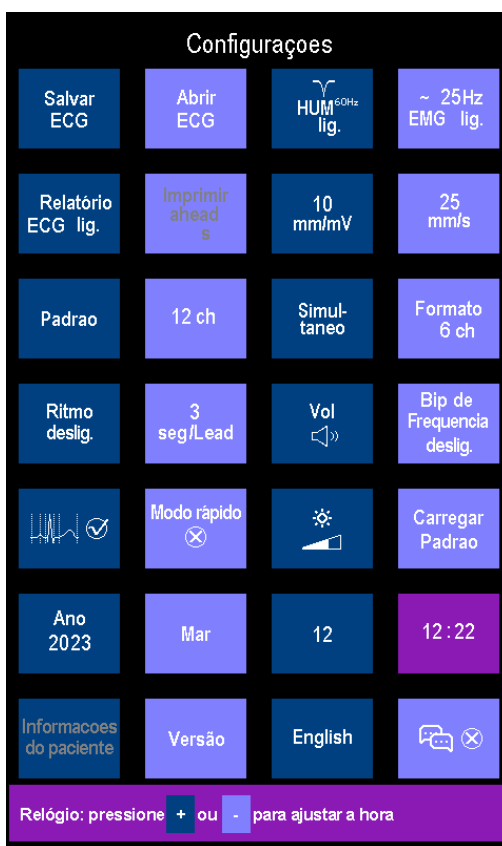 Configuraçoes
Salvar
ECG
Abrir
ECG
HUM 60Hz
lig.
~ 25Hz
EMG lig.
Relatório
ECG lig.
Imprimir
ahead
s
10
mm/mV
25
mm/s
Padrao
12 ch
Simul-
taneo
Formato
6 ch
Ritmo
deslig.
3
seg/Lead
Vol
Bip de
Frequencia
deslig.
Modo rápido
Carregar
Padrao
Ano
2023
Mar
12
12:22
Informacoes
do paciente
Versão
English
Relógio: pressione + ou - para ajustar a hora